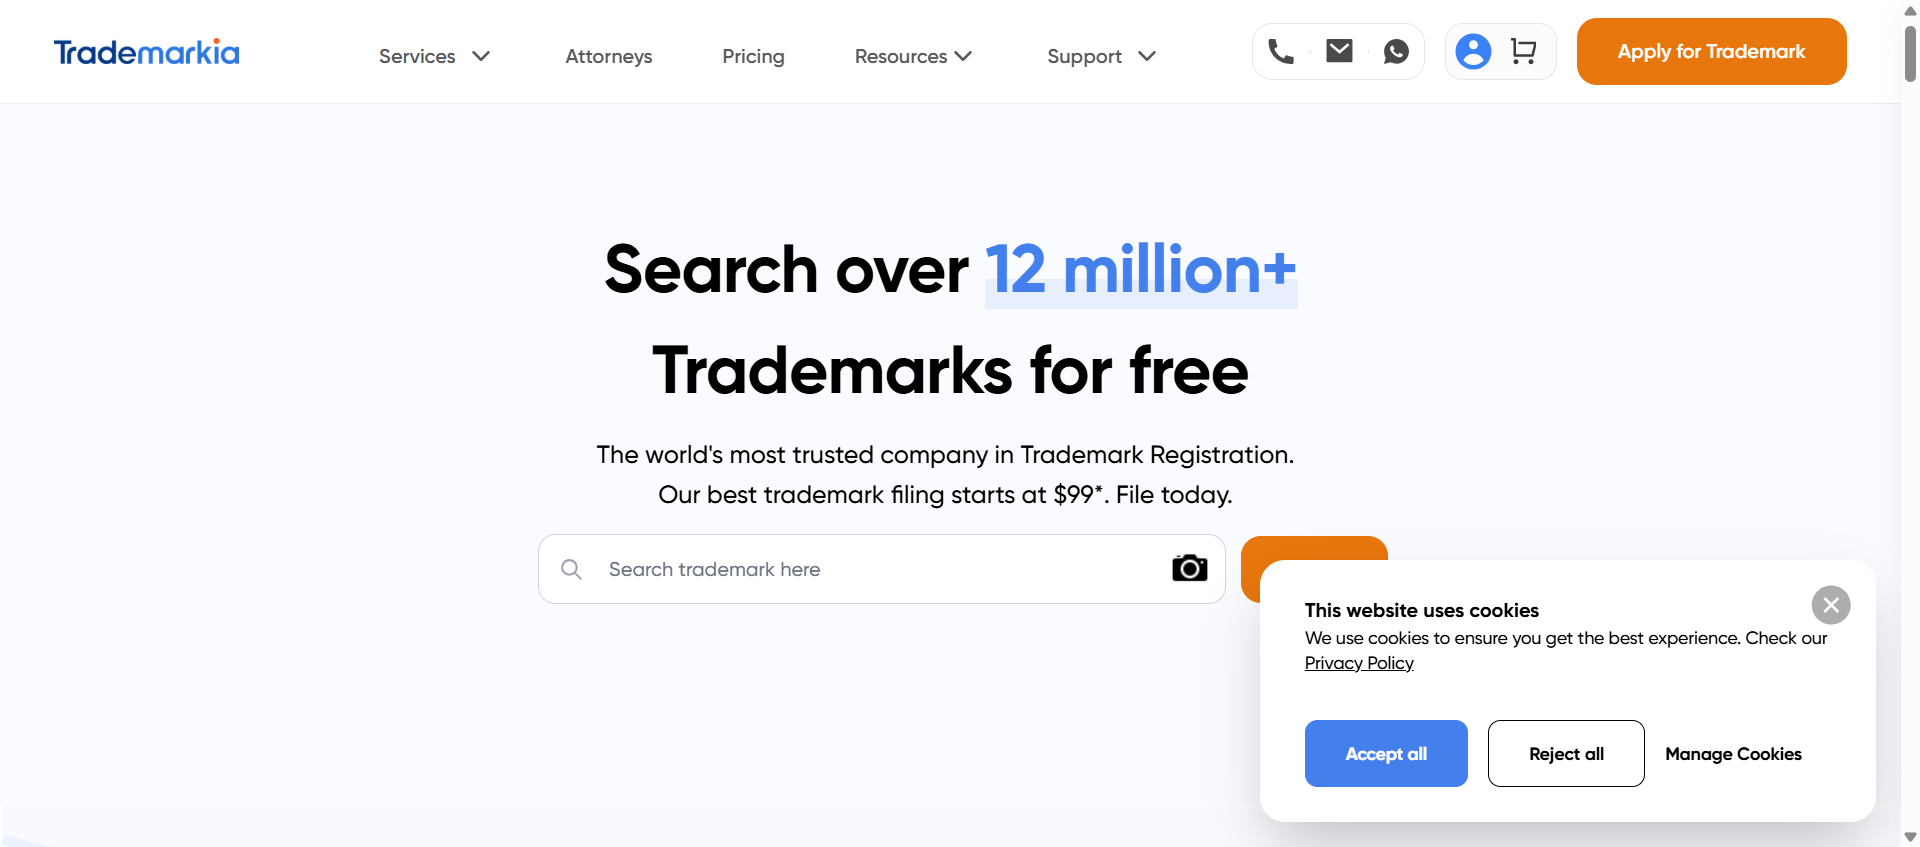 Trademarkia
Services
Attorneys
Pricing
Resources
Support
Apply for Trademark
Search over 12 million+
Trademarks for free
The world's most trusted company in Trademark Registration.
Our best trademark filing starts at $99*. File today.
Search trademark here
This website uses cookies
We use cookies to ensure you get the best experience. Check our
Privacy Policy
Accept all
Reject all
Manage Cookies